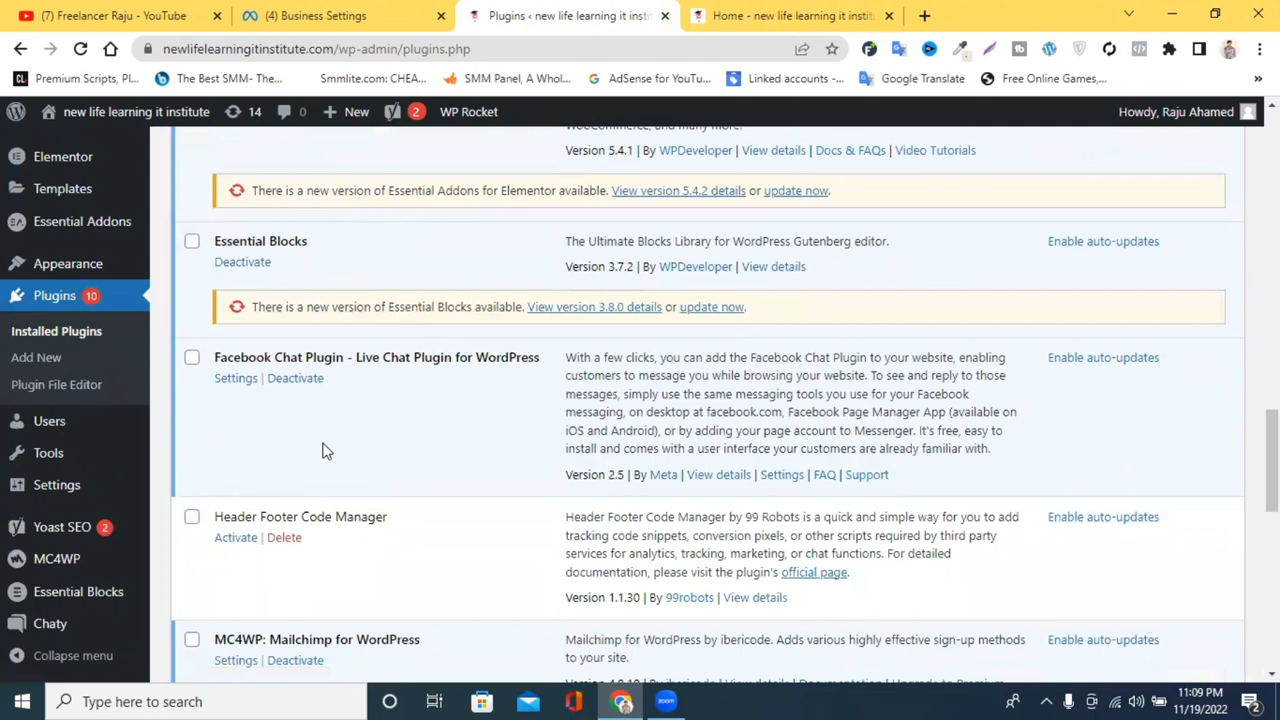 (7) Freelancer Raju - YouTube
(4) Business Settings
Plugins ‹ new life learning it insti
Home - new life learning it instit
newlifelearningitinstitute.com/wp-admin/plugins.php
Premium Scripts, Pl...
The Best SMM- The...
Smmlite.com: CHEA...
SMM Panel, A Whol...
AdSense for YouTu...
Linked accounts -...
Google Translate
Free Online Games,...
»
new life learning it institute
14
0
New
2
WP Rocket
Howdy, Raju Ahamed
Elementor
Templates
Essential Addons
Appearance
Plugins 10
Installed Plugins
Add New
Plugin File Editor
Users
Tools
Settings
Yoast SEO 2
MC4WP
Essential Blocks
Chaty
Collapse menu
WooCommerce, and many more.
Version 5.4.1 | By WPDeveloper | View details | Docs & FAQs | Video Tutorials
There is a new version of Essential Addons for Elementor available. View version 5.4.2 details or update now.
Essential Blocks
Deactivate
The Ultimate Blocks Library for WordPress Gutenberg editor.
Version 3.7.2 | By WPDeveloper | View details
Enable auto-updates
There is a new version of Essential Blocks available. View version 3.8.0 details or update now.
Facebook Chat Plugin - Live Chat Plugin for WordPress
Settings | Deactivate
With a few clicks, you can add the Facebook Chat Plugin to your website, enabling
customers to message you while browsing your website. To see and reply to those
messages, simply use the same messaging tools you use for your Facebook
messaging, on desktop at facebook.com, Facebook Page Manager App (available on
iOS and Android), or by adding your page account to Messenger. It's free, easy to
install and comes with a user interface your customers are already familiar with.
Version 2.5 | By Meta | View details | Settings | FAQ | Support
Enable auto-updates
Header Footer Code Manager
Activate | Delete
Header Footer Code Manager by 99 Robots is a quick and simple way for you to add
tracking code snippets, conversion pixels, or other scripts required by third party
services for analytics, tracking, marketing, or chat functions. For detailed
documentation, please visit the plugin's official page.
Version 1.1.30 | By 99robots | View details
Enable auto-updates
MC4WP: Mailchimp for WordPress
Settings | Deactivate
Mailchimp for WordPress by ibericode. Adds various highly effective sign-up methods
to your site.
Enable auto-updates
Type here to search
zoom
11:09 PM
11/19/2022
2